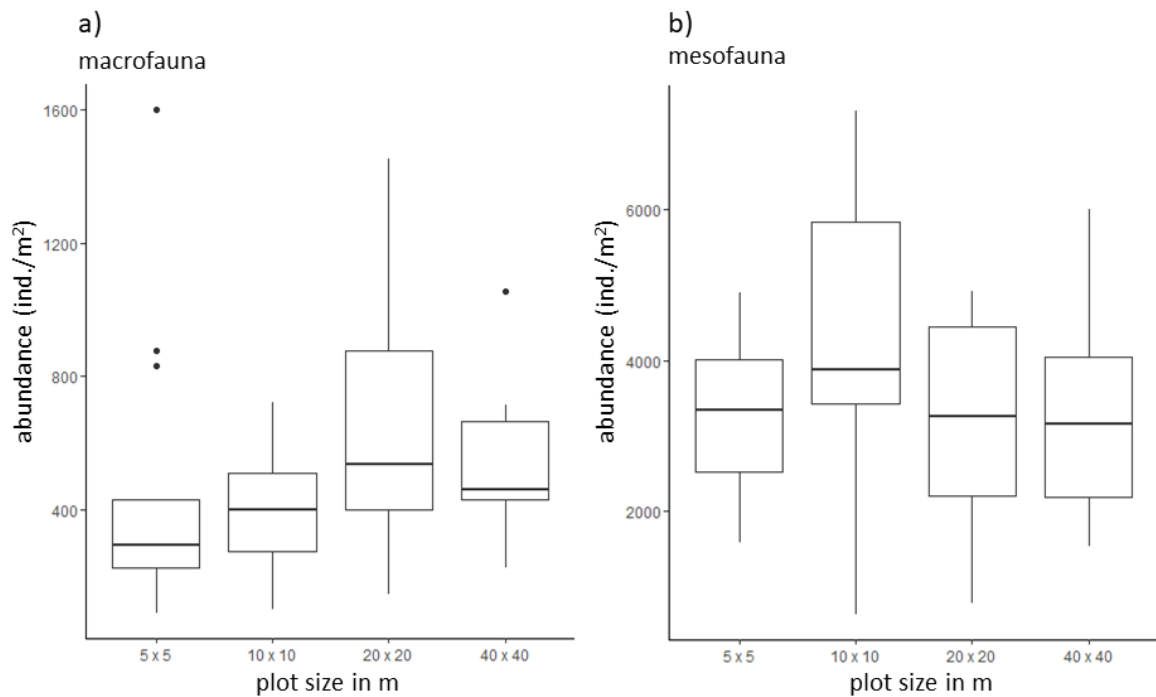 a)
macrofauna
1600
1200
800
400
abundance (ind./m²)
5 x 5 10 x 10 20 x 20 40 x 40
plot size in m
b)
mesofauna
6000
4000
2000
abundance (ind./m²)
5 x 5 10 x 10 20 x 20 40 x 40
plot size in m